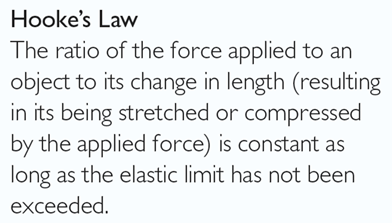 Hooke's Law
The ratio of the force applied to an
object to its change in length (resulting
in its being stretched or compressed
by the applied force) is constant as
long as the elastic limit has not been
exceeded.